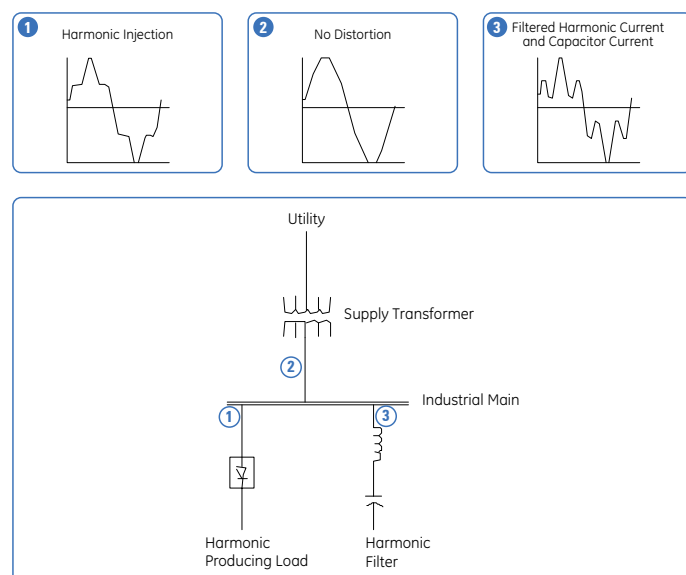 1 Harmonic Injection
2 No Distortion
3 Filtered Harmonic Current
and Capacitor Current
Utility
Supply Transformer
2
Industrial Main
1
3
Harmonic
Producing Load
Harmonic
Filter